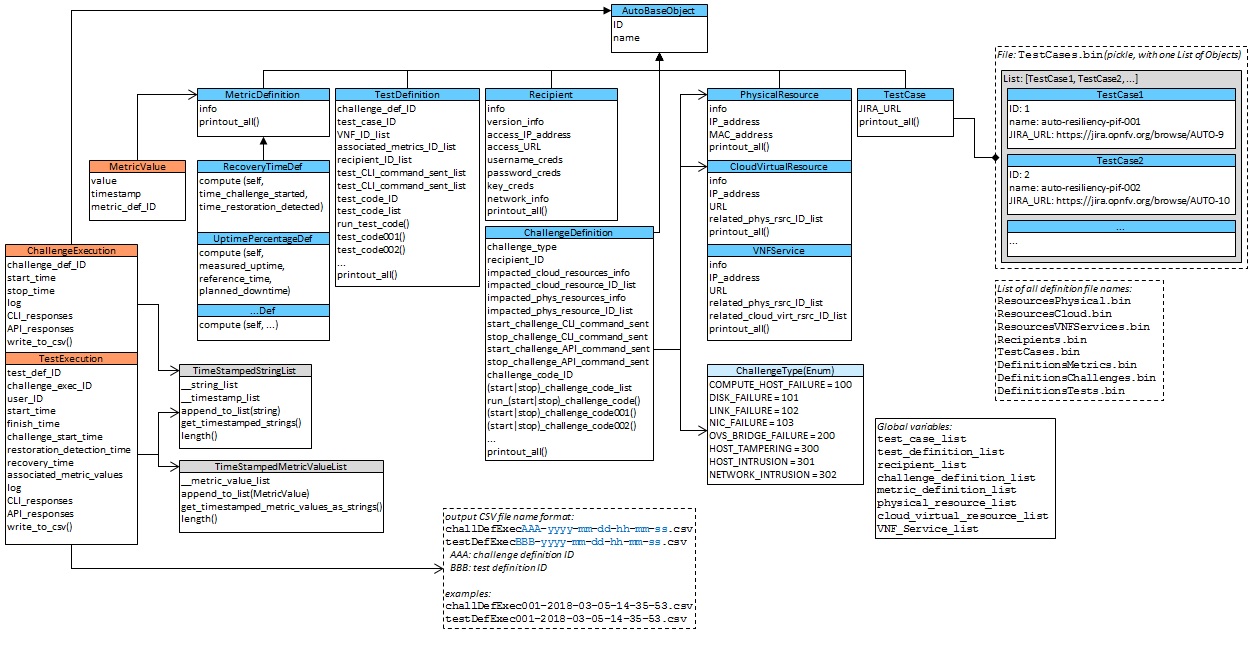 AutoBaseObject
ID
name
MetricDefinition
info
printout_all()
TestDefinition
challenge_def_ID
test_case_ID
VNF_ID_list
associated_metrics_ID_list
recipient_ID_list
test_CLI_command_sent_list
test_CLI_command_sent_list
test_code_ID
test_code_list
run_test_code()
test_code001()
test_code002()
...
printout_all()
Recipient
info
version_info
access_IP_address
access_URL
username_creds
password_creds
key_creds
network_info
printout_all()
PhysicalResource
info
IP_address
MAC_address
printout_all()
TestCase
JIRA_URL
printout_all()
File: TestCases.bin(pickle, with one List of Objects)
List: [TestCase1, TestCase2, ...]
TestCase1
ID: 1
name: auto-resiliency-pif-001
JIRA_URL: https://jira.opnfv.org/browse/AUTO-9
TestCase2
ID: 2
name: auto-resiliency-pif-002
JIRA_URL: https://jira.opnfv.org/browse/AUTO-10
...
...
MetricValue
value
timestamp
metric_def_ID
RecoveryTimeDef
compute (self,
time_challenge_started,
time_restoration_detected)
UptimePercentageDef
compute (self,
measured_uptime,
reference_time,
planned_downtime)
...Def
compute (self, ...)
CloudVirtualResource
info
IP_address
URL
related_phys_rsrc_ID_list
printout_all()
VNFService
info
IP_address
URL
related_phys_rsrc_ID_list
related_cloud_virt_rsrc_ID_list
printout_all()
ChallengeDefinition
challenge_type
recipient_ID
impacted_cloud_resources_info
impacted_cloud_resource_ID_list
impacted_phys_resources_info
impacted_phys_resource_ID_list
start_challenge_CLI_command_sent
stop_challenge_CLI_command_sent
start_challenge_API_command_sent
stop_challenge_API_command_sent
challenge_code_ID
(start|stop)_challenge_code_list
run_(start|stop)_challenge_code()
(start|stop)_challenge_code001()
(start|stop)_challenge_code002()
...
printout_all()
ChallengeExecution
challenge_def_ID
start_time
stop_time
log
CLI_responses
API_responses
write_to_csv()
TestExecution
test_def_ID
challenge_exec_ID
user_ID
start_time
finish_time
challenge_start_time
restoration_detection_time
recovery_time
associated_metric_values
log
CLI_responses
API_responses
write_to_csv()
TimeStampedStringList
__string_list
__timestamp_list
append_to_list(string)
get_timestamped_strings()
length()
TimeStampedMetricValueList
__metric_value_list
append_to_list(MetricValue)
get_timestamped_metric_values_as_strings()
length()
ChallengeType(Enum)
COMPUTE_HOST_FAILURE = 100
DISK_FAILURE = 101
LINK_FAILURE = 102
NIC_FAILURE = 103
OVS_BRIDGE_FAILURE = 200
HOST_TAMPERING = 300
HOST_INTRUSION = 301
NETWORK_INTRUSION = 302
List of all definition file names:
ResourcesPhysical.bin
ResourcesCloud.bin
ResourcesVNFServices.bin
Recipients.bin
TestCases.bin
DefinitionsMetrics.bin
DefinitionsChallenges.bin
DefinitionsTests.bin
Global variables:
test_case_list
test_definition_list
recipient_list
challenge_definition_list
metric_definition_list
physical_resource_list
cloud_virtual_resource_list
VNF_Service_list
output CSV file name format:
challDefExecAAA-yyyy-mm-dd-hh-mm-ss.csv
testDefExecBBB-yyyy-mm-dd-hh-mm-ss.csv
AAA: challenge definition ID
BBB: test definition ID
examples:
challDefExec001-2018-03-05-14-35-53.csv
testDefExec001-2018-03-05-14-35-53.csv